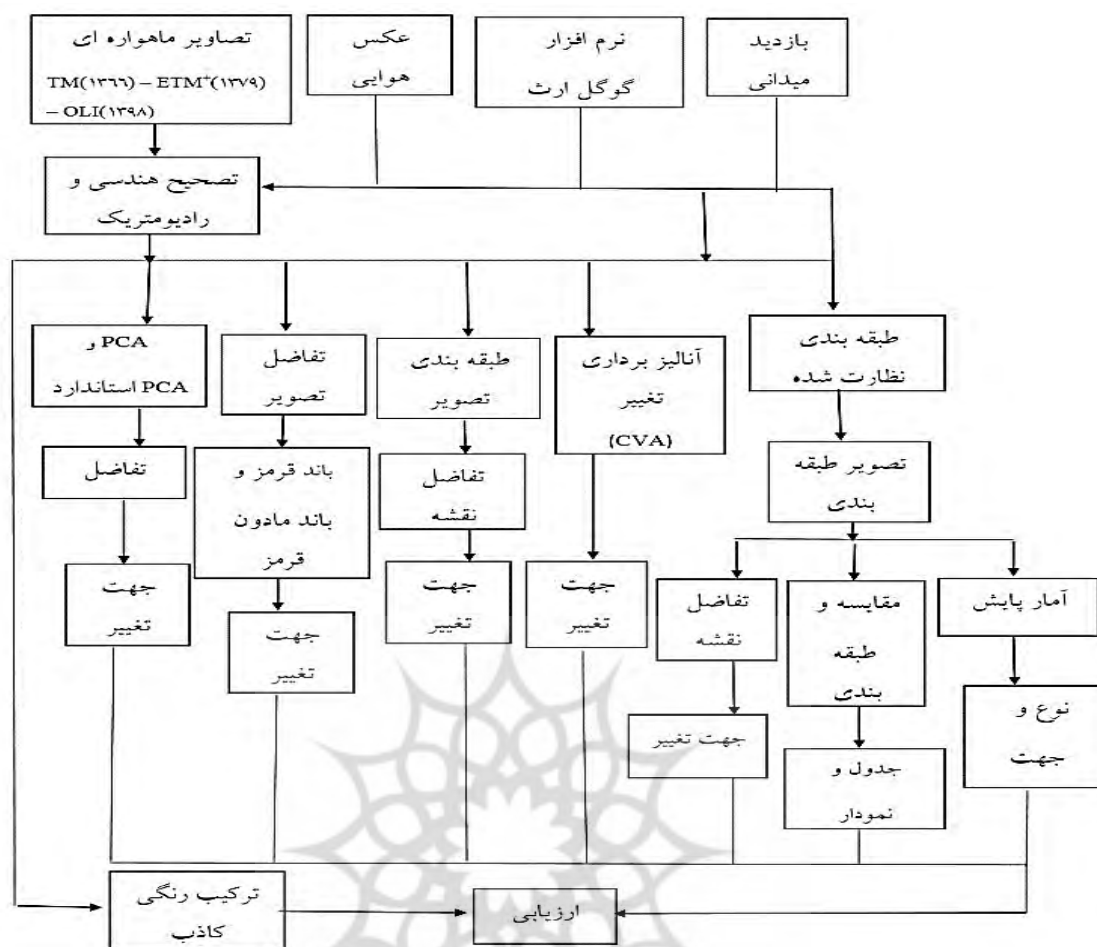 بازدید
میدانی
نرم افزار
گوگل ارث
عکس
هوایی
تصاویر ماهواره ای
TM(۱۳۶۶) – ETM⁺(۱۳۷۹)
– OLI(۱۳۹۸)
تصحیح هندسی و
رادیومتریک
طبقه بندی
نظارت شده
آنالیز برداری
تغییر
(CVA)
طبقه بندی
تصویر
تفاضل
تصویر
PCA و
PCA استاندارد
تصویر طبقه
بندی
تفاضل
نقشه
باند قرمز و
باند مادون
قرمز
تفاضل
آمار پایش
مقایسه و
طبقه
بندی
تفاضل
نقشه
جهت
تغییر
جهت
تغییر
جهت
تغییر
جهت
تغییر
نوع و
جهت
جدول و
نمودار
جهت تغییر
ارزیابی
ترکیب رنگی
کاذب